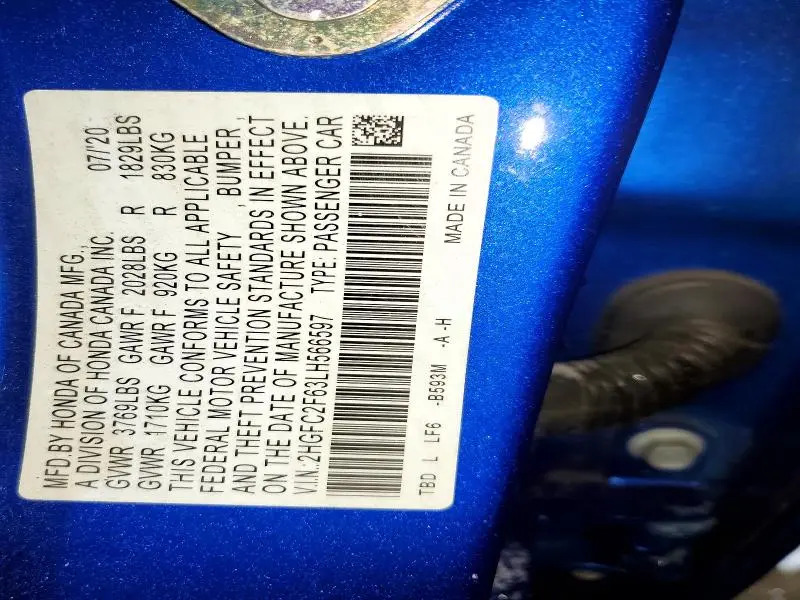 MFD.BY HONDA OF CANADA MFG.,
A DIVISION OF HONDA CANADA INC. 07/'20
GVWR 3769LBS GAWR F 2028LBS R 1829LBS
GVWR 1710KG GAWR F 920KG R 830KG
THIS VEHICLE CONFORMS TO ALL APPLICABLE
FEDERAL MOTOR VEHICLE SAFETY , BUMPER ,
AND THEFT PREVENTION STANDARDS IN EFFECT
ON THE DATE OF MANUFACTURE SHOWN ABOVE.
V.I.N.:2HGFC2F63LH566597 TYPE: PASSENGER CAR
TBD L LF6 -B593M -A -H MADE IN CANADA